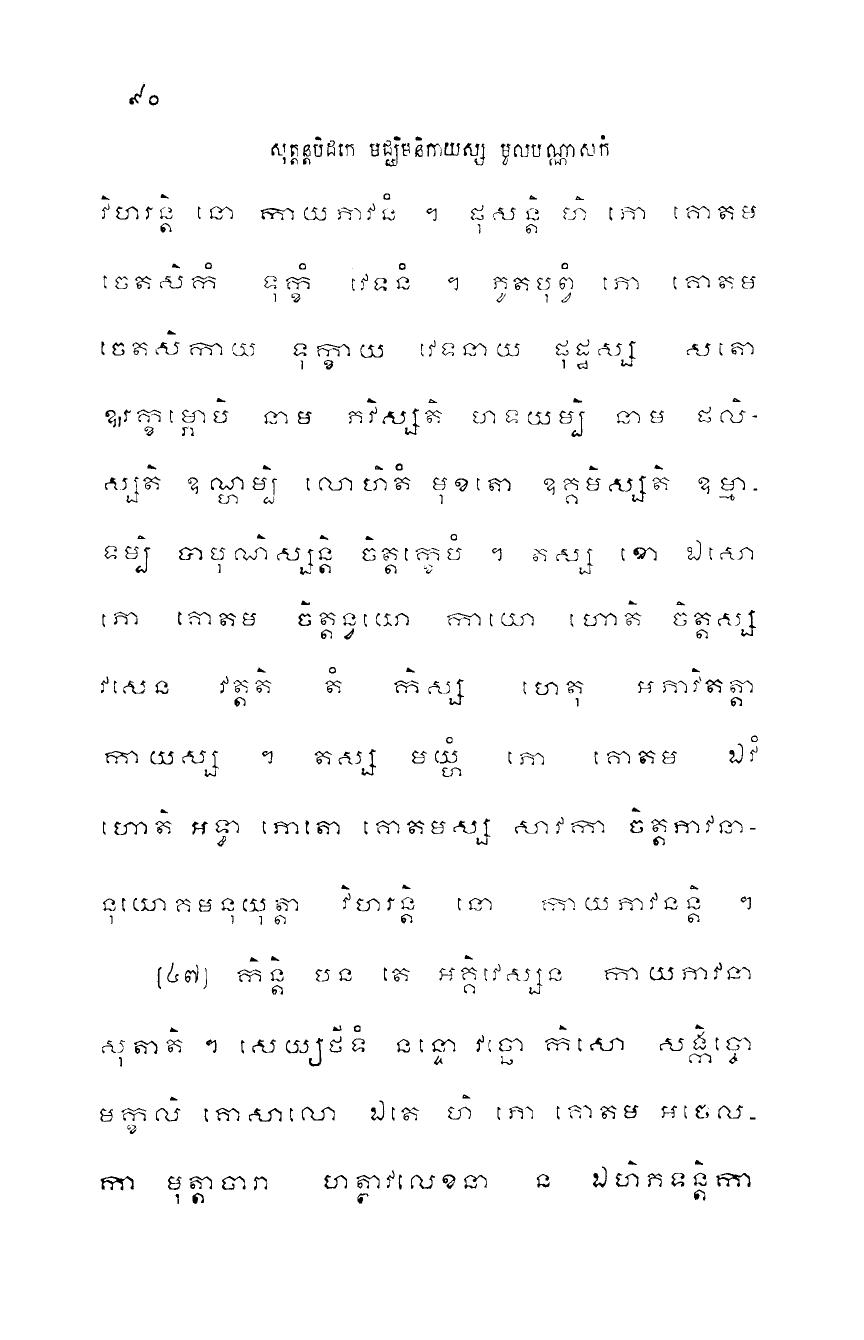 ៩០
សុត្តន្តបិដកេ មជ្ឈិមនិកាយស្ស មូលបណ្ណាសកំ
វិហរន្តិ នោ កាយភាវនំ ។ ផុសន្តិ ហិ ភោ គោតម
ចេតសិកំ ទុក្ខំ វេទនំ ។ ភូតបុព្វំ ភោ គោតម
ចេតសិកាយ ទុក្ខាយ វេទនាយ ផុដ្ឋស្ស សតោ
ឩរក្ខម្ភោបិ នាម ភវិស្សតិ ហទយម្បិ នាម ផលិ-
ស្សតិ ឧណ្ហម្បិ លោហិតំ មុខតោ ឧគ្គមិស្សតិ ឧម្មា-
ទម្បិ បាបុណិស្សន្តិ ចិត្តក្ខេបំ ។ តស្ស ខោ ឯសោ
ភោ គោតម ចិត្តន្វយោ កាយោ ហោតិ ចិត្តស្ស
វសេន វត្តតិ តំ កិស្ស ហេតុ អភាវិតត្តា
កាយស្ស ។ តស្ស មយ្ហំ ភោ គោតម ឯវំ
ហោតិ អទ្ធា ភោតោ គោតមស្ស សាវកា ចិត្តភាវនា-
នុយោគមនុយុត្តា វិហរន្តិ នោ កាយភាវនន្តិ ។
[៤៧] កិន្តិ បន តេ អគ្គិវេស្សន កាយភាវនា
សុតាតិ ។ សេយ្យថីទំ នន្ទោ វច្ឆោ កិសោ សង្កិច្ចោ
មក្ខលិ គោសាលោ ឯតេ ហិ ភោ គោតម អចេល-
កា មុត្តាចារា ហត្ថាវលេខនា ន ឯហិភទន្តិកា